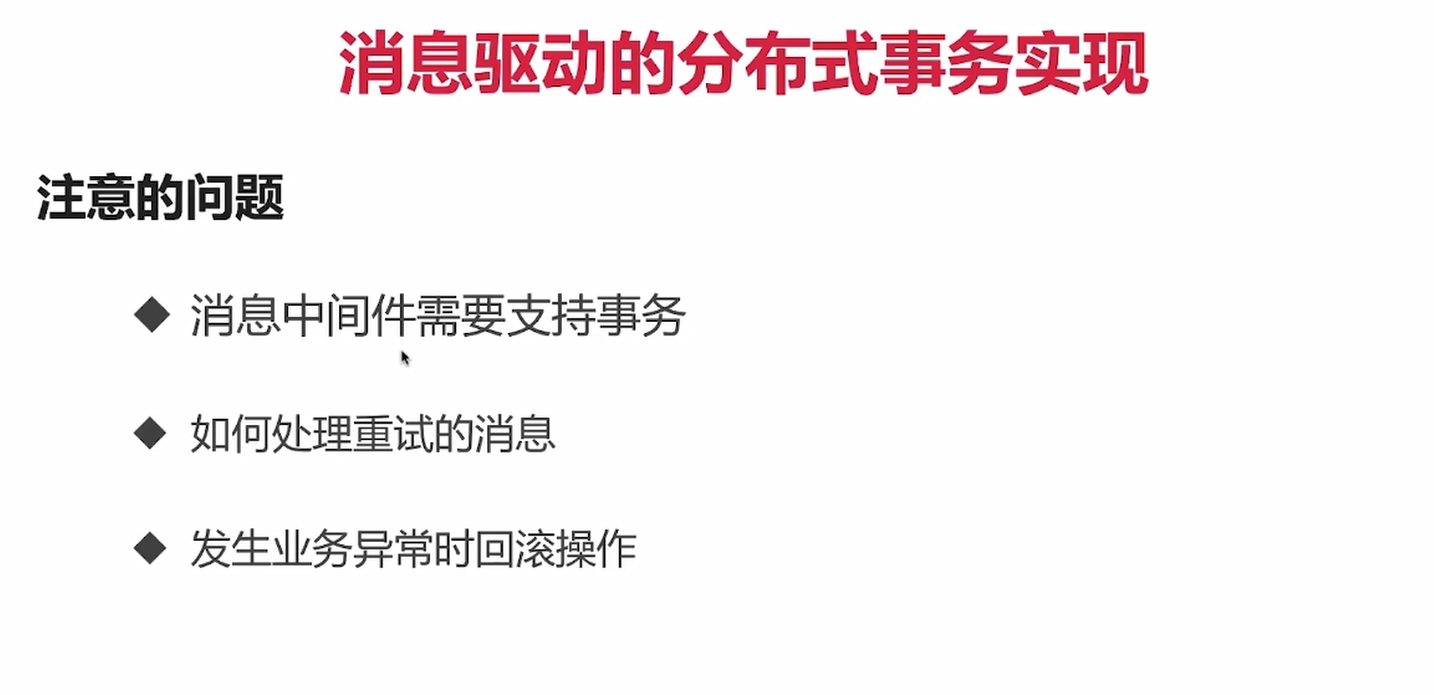 消息驱动的分布式事务实现
注意的问题
◆ 消息中间件需要支持事务
◆ 如何处理重试的消息
◆ 发生业务异常时回滚操作